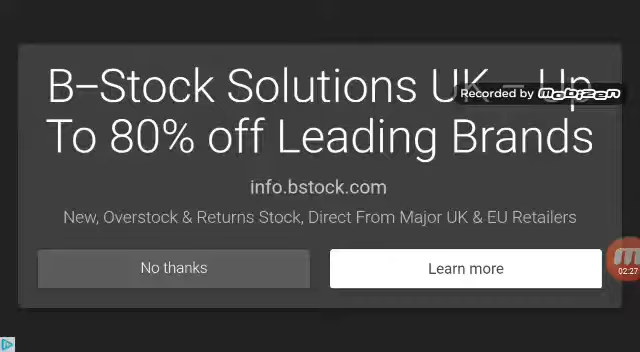 B–Stock Solutions UK – Up
Recorded by MOBIZEN
To 80% off Leading Brands
info.bstock.com
New, Overstock & Returns Stock, Direct From Major UK & EU Retailers
No thanks
Learn more
02:27